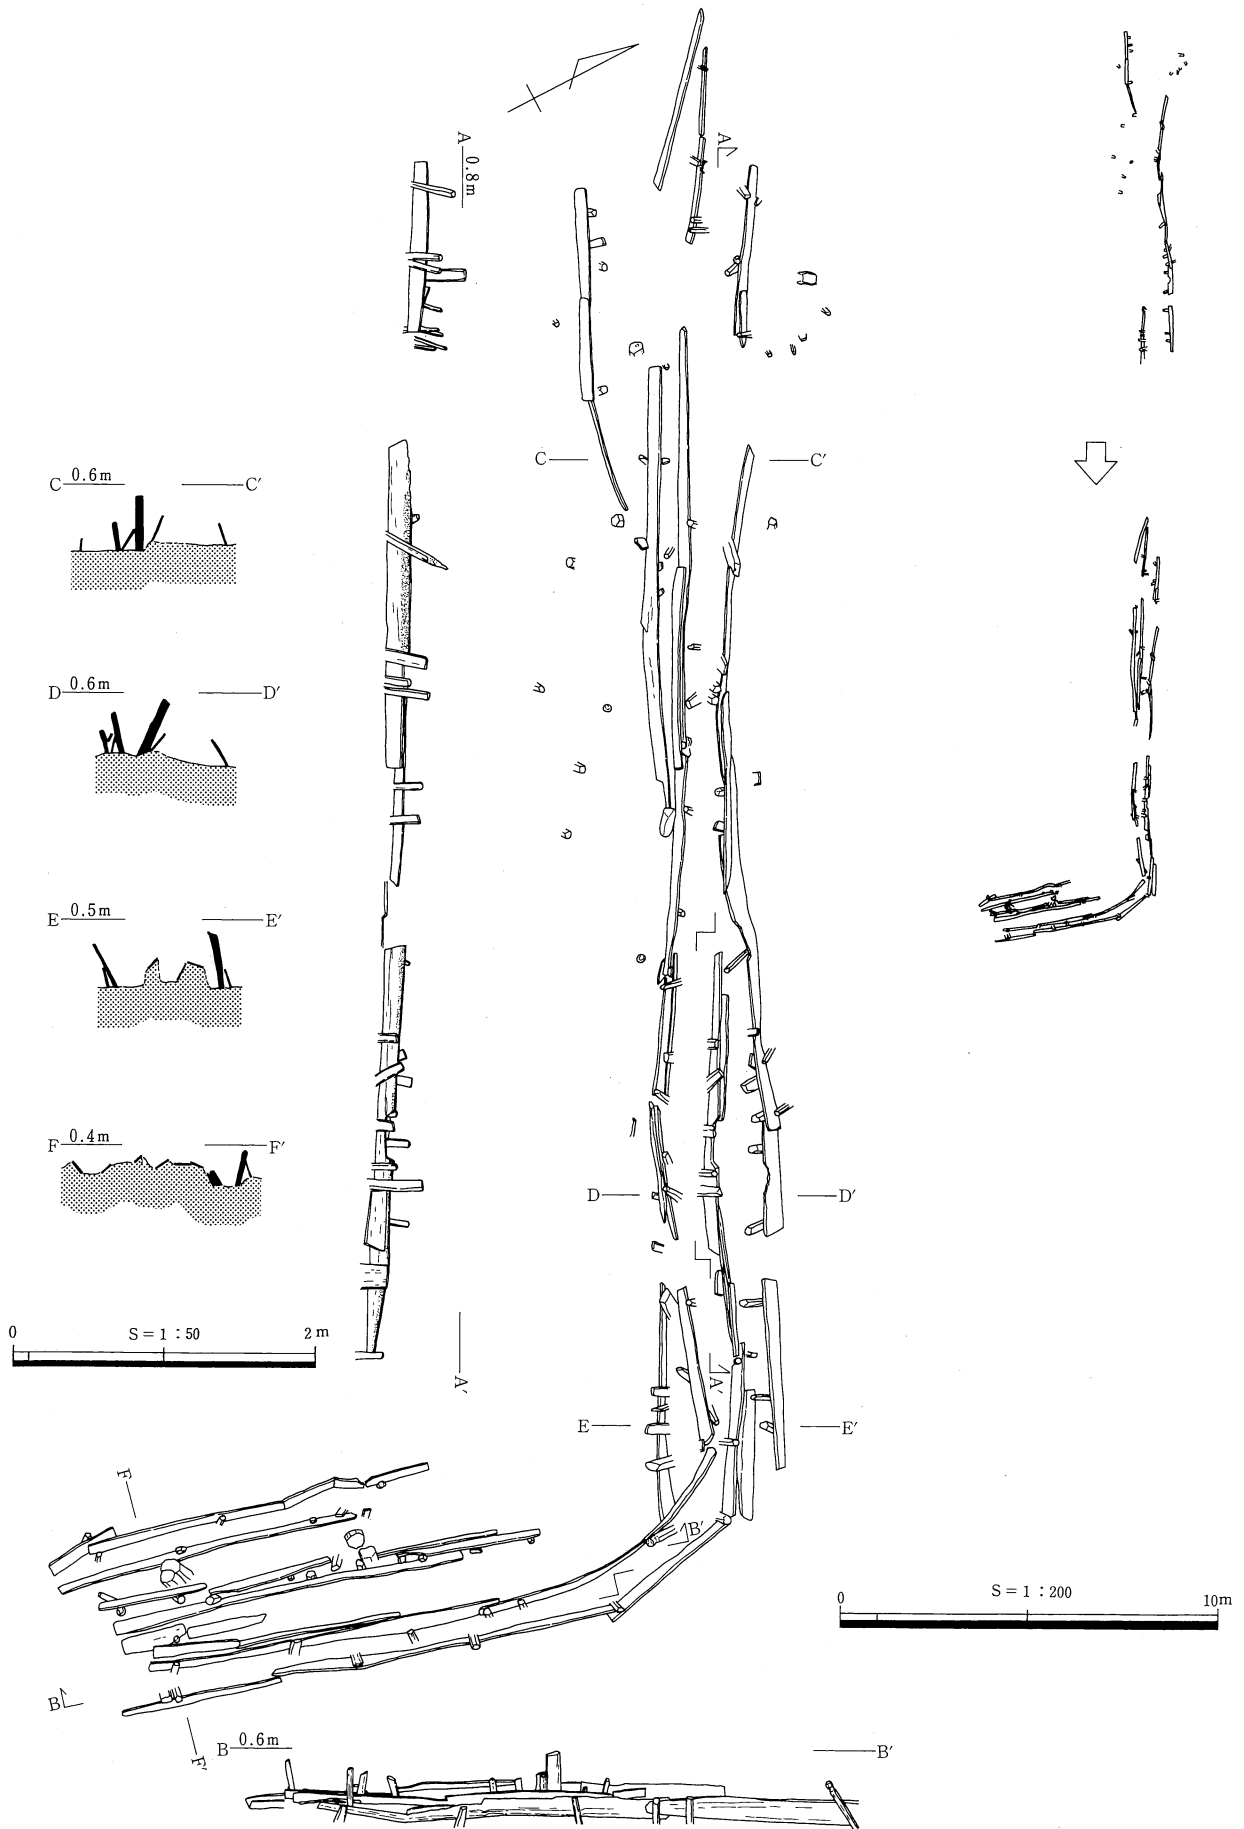 A 0.8m
A
C 0.6m C′
C C′
D 0.6m D′
E 0.5m E′
F 0.4m F′
D D′
0 S=1:50 2m
A′
A′
E E′
F
B′
0 S=1:200 10m
B
F′
B 0.6m B′